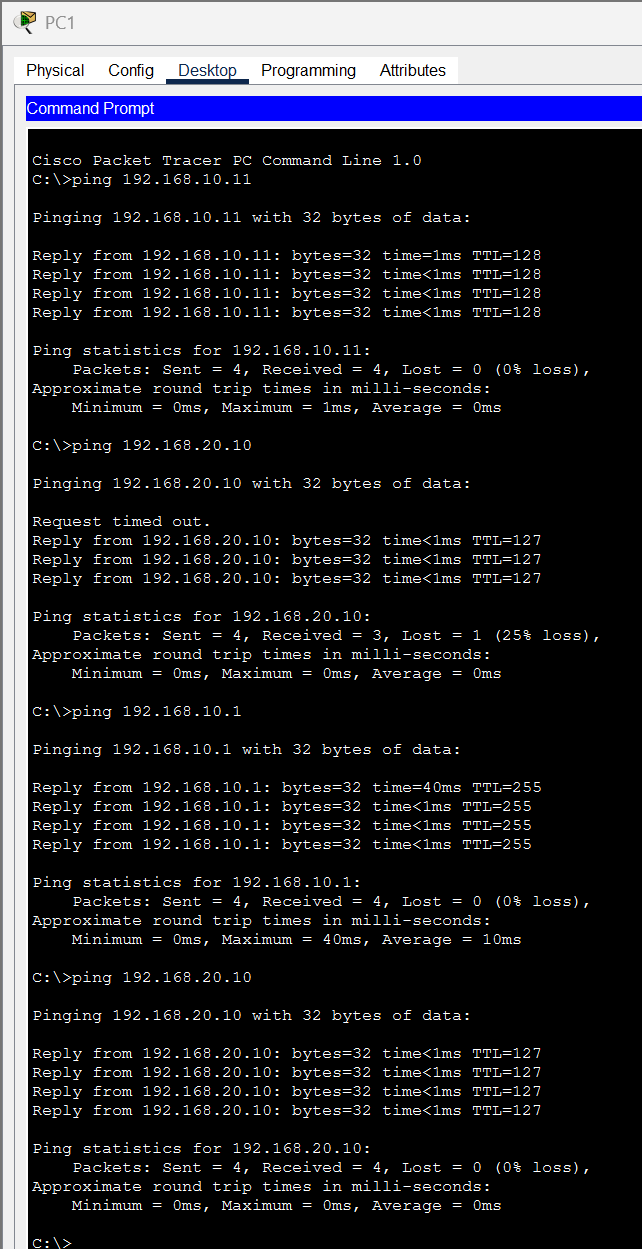 PC1
Physical Config Desktop Programming Attributes
Command Prompt
Cisco Packet Tracer PC Command Line 1.0
C:\>ping 192.168.10.11
Pinging 192.168.10.11 with 32 bytes of data:
Reply from 192.168.10.11: bytes=32 time=1ms TTL=128
Reply from 192.168.10.11: bytes=32 time<1ms TTL=128
Reply from 192.168.10.11: bytes=32 time<1ms TTL=128
Reply from 192.168.10.11: bytes=32 time<1ms TTL=128
Ping statistics for 192.168.10.11:
    Packets: Sent = 4, Received = 4, Lost = 0 (0% loss),
Approximate round trip times in milli-seconds:
    Minimum = 0ms, Maximum = 1ms, Average = 0ms
C:\>ping 192.168.20.10
Pinging 192.168.20.10 with 32 bytes of data:
Request timed out.
Reply from 192.168.20.10: bytes=32 time<1ms TTL=127
Reply from 192.168.20.10: bytes=32 time<1ms TTL=127
Reply from 192.168.20.10: bytes=32 time<1ms TTL=127
Ping statistics for 192.168.20.10:
    Packets: Sent = 4, Received = 3, Lost = 1 (25% loss),
Approximate round trip times in milli-seconds:
    Minimum = 0ms, Maximum = 0ms, Average = 0ms
C:\>ping 192.168.10.1
Pinging 192.168.10.1 with 32 bytes of data:
Reply from 192.168.10.1: bytes=32 time=40ms TTL=255
Reply from 192.168.10.1: bytes=32 time<1ms TTL=255
Reply from 192.168.10.1: bytes=32 time<1ms TTL=255
Reply from 192.168.10.1: bytes=32 time<1ms TTL=255
Ping statistics for 192.168.10.1:
    Packets: Sent = 4, Received = 4, Lost = 0 (0% loss),
Approximate round trip times in milli-seconds:
    Minimum = 0ms, Maximum = 40ms, Average = 10ms
C:\>ping 192.168.20.10
Pinging 192.168.20.10 with 32 bytes of data:
Reply from 192.168.20.10: bytes=32 time<1ms TTL=127
Reply from 192.168.20.10: bytes=32 time<1ms TTL=127
Reply from 192.168.20.10: bytes=32 time<1ms TTL=127
Reply from 192.168.20.10: bytes=32 time<1ms TTL=127
Ping statistics for 192.168.20.10:
    Packets: Sent = 4, Received = 4, Lost = 0 (0% loss),
Approximate round trip times in milli-seconds:
    Minimum = 0ms, Maximum = 0ms, Average = 0ms
C:\>